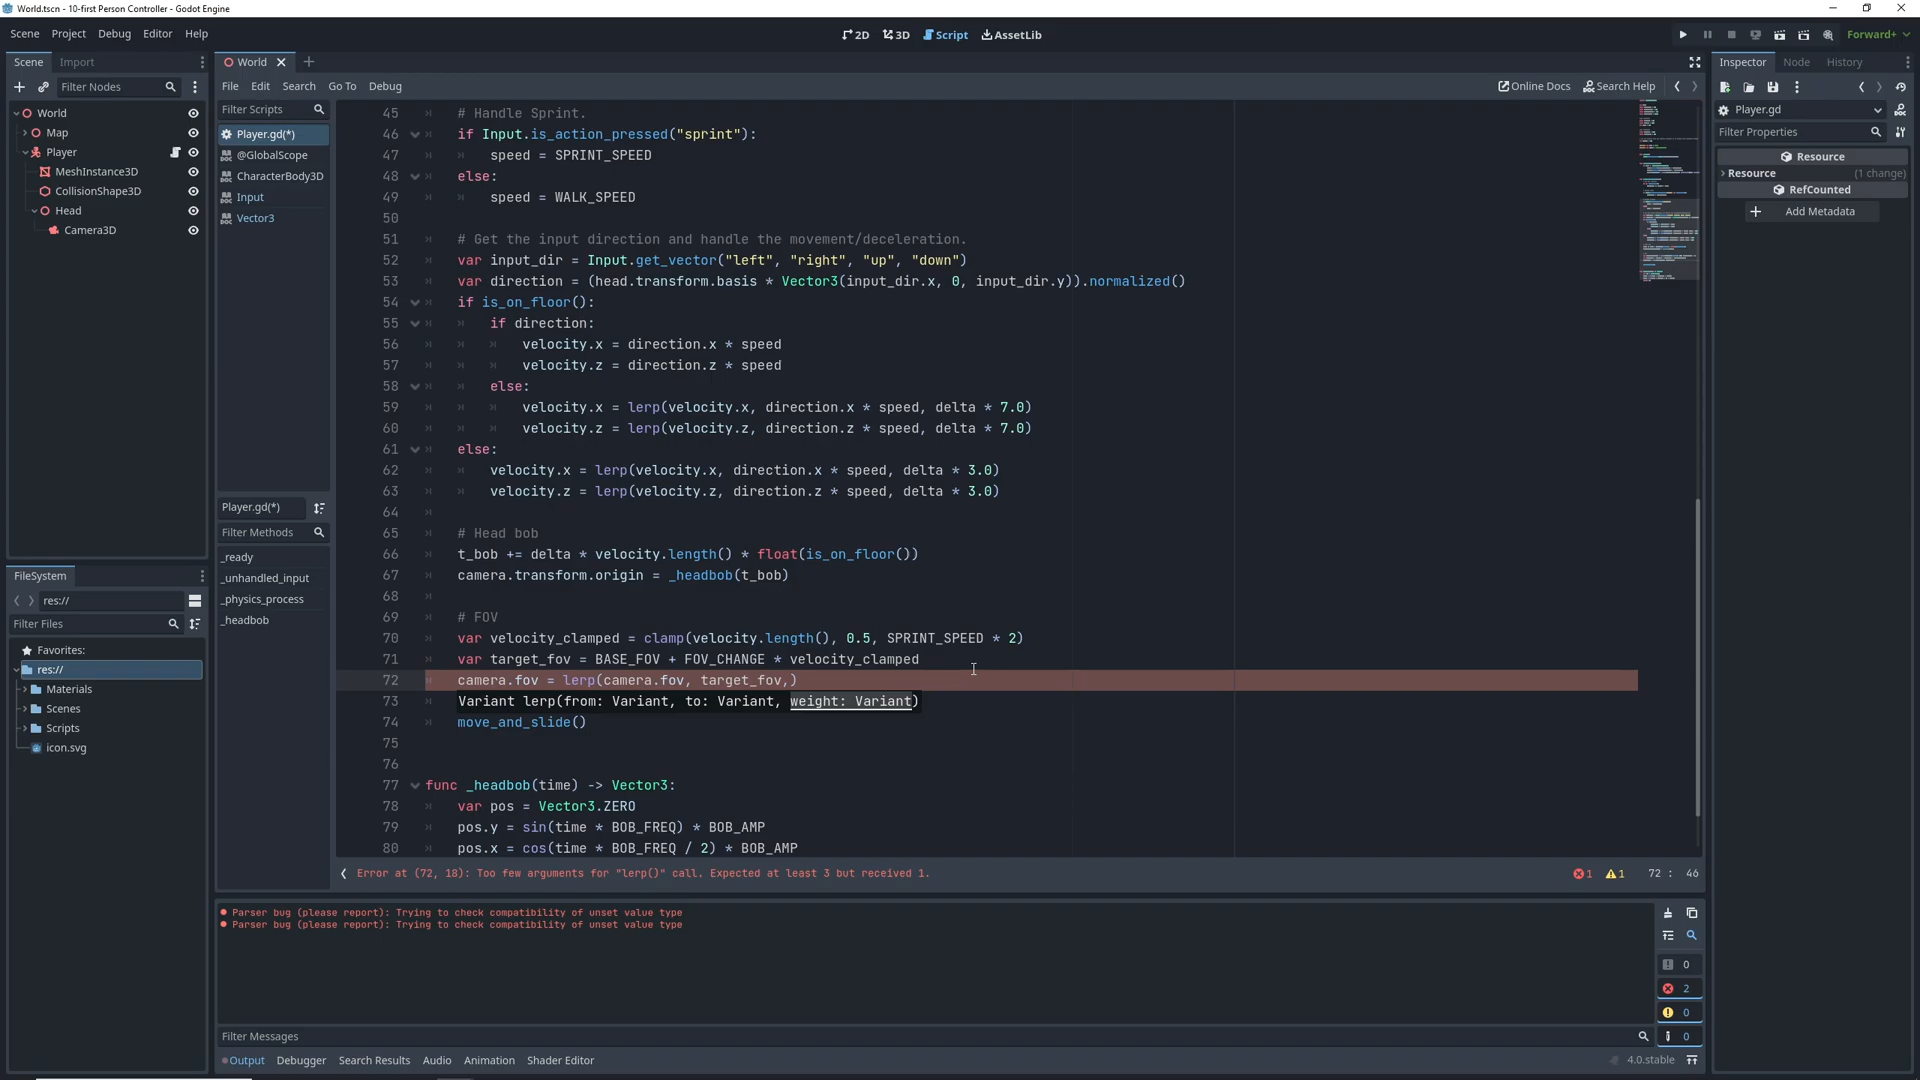 World.tscn - 10-first Person Controller - Godot Engine
Scene Project Debug Editor Help
2D 3D Script AssetLib
Forward+
Scene Import
Filter Nodes
World
Map
Player
MeshInstance3D
CollisionShape3D
Head
Camera3D
FileSystem
res://
Filter Files
Favorites:
res://
Materials
Scenes
Scripts
icon.svg
World
File Edit Search Go To Debug
Online Docs Search Help
Filter Scripts
Player.gd(*)
@GlobalScope
CharacterBody3D
Input
Vector3
Player.gd(*)
Filter Methods
_ready
_unhandled_input
_physics_process
_headbob
45 # Handle Sprint.
46 if Input.is_action_pressed("sprint"):
47 speed = SPRINT_SPEED
48 else:
49 speed = WALK_SPEED
50
51 # Get the input direction and handle the movement/deceleration.
52 var input_dir = Input.get_vector("left", "right", "up", "down")
53 var direction = (head.transform.basis * Vector3(input_dir.x, 0, input_dir.y)).normalized()
54 if is_on_floor():
55 if direction:
56 velocity.x = direction.x * speed
57 velocity.z = direction.z * speed
58 else:
59 velocity.x = lerp(velocity.x, direction.x * speed, delta * 7.0)
60 velocity.z = lerp(velocity.z, direction.z * speed, delta * 7.0)
61 else:
62 velocity.x = lerp(velocity.x, direction.x * speed, delta * 3.0)
63 velocity.z = lerp(velocity.z, direction.z * speed, delta * 3.0)
64
65 # Head bob
66 t_bob += delta * velocity.length() * float(is_on_floor())
67 camera.transform.origin = _headbob(t_bob)
68
69 # FOV
70 var velocity_clamped = clamp(velocity.length(), 0.5, SPRINT_SPEED * 2)
71 var target_fov = BASE_FOV + FOV_CHANGE * velocity_clamped
72 camera.fov = lerp(camera.fov, target_fov,)
73 Variant lerp(from: Variant, to: Variant, weight: Variant)
74 move_and_slide()
75
76
77 func _headbob(time) -> Vector3:
78 var pos = Vector3.ZERO
79 pos.y = sin(time * BOB_FREQ) * BOB_AMP
80 pos.x = cos(time * BOB_FREQ / 2) * BOB_AMP
Error at (72, 18): Too few arguments for "lerp()" call. Expected at least 3 but received 1.
1 1 72 : 46
Parser bug (please report): Trying to check compatibility of unset value type
Parser bug (please report): Trying to check compatibility of unset value type
0
2
0
0
Filter Messages
Output Debugger Search Results Audio Animation Shader Editor
4.0.stable
Inspector Node History
Player.gd
Filter Properties
Resource
Resource (1 change)
RefCounted
Add Metadata